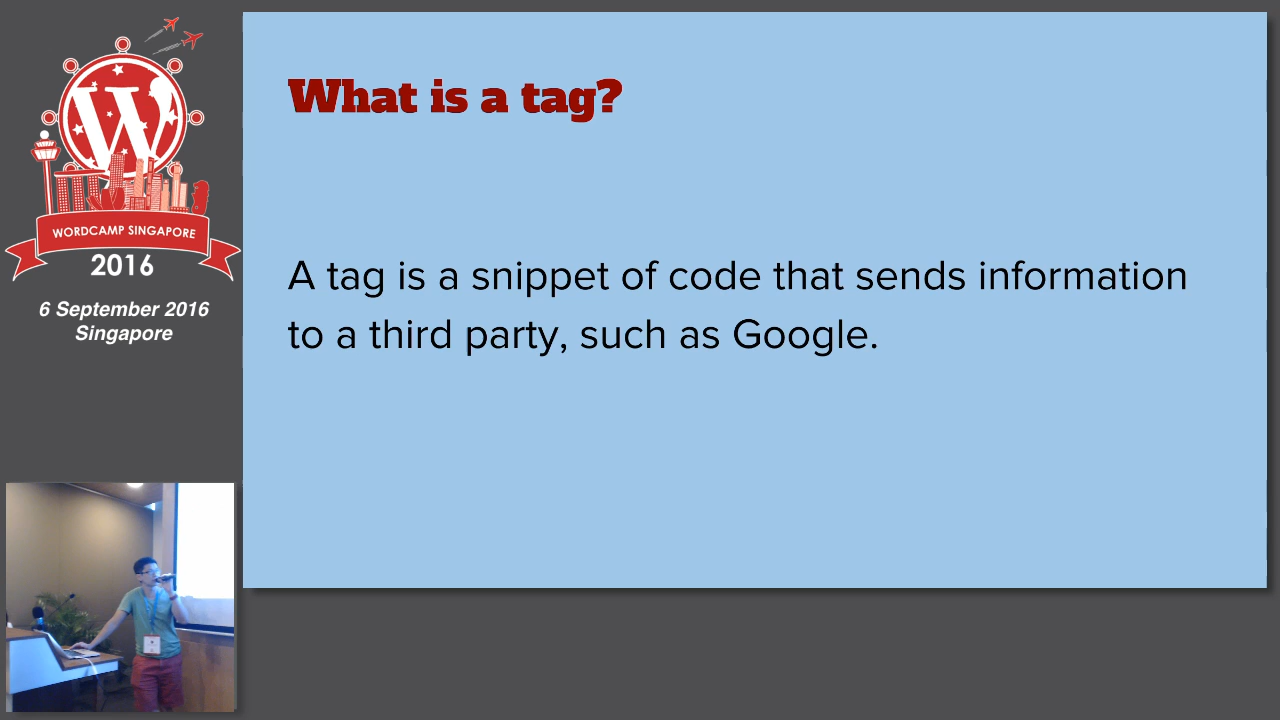 WORDCAMP SINGAPORE
2016
6 September 2016
Singapore
What is a tag?
A tag is a snippet of code that sends information
to a third party, such as Google.